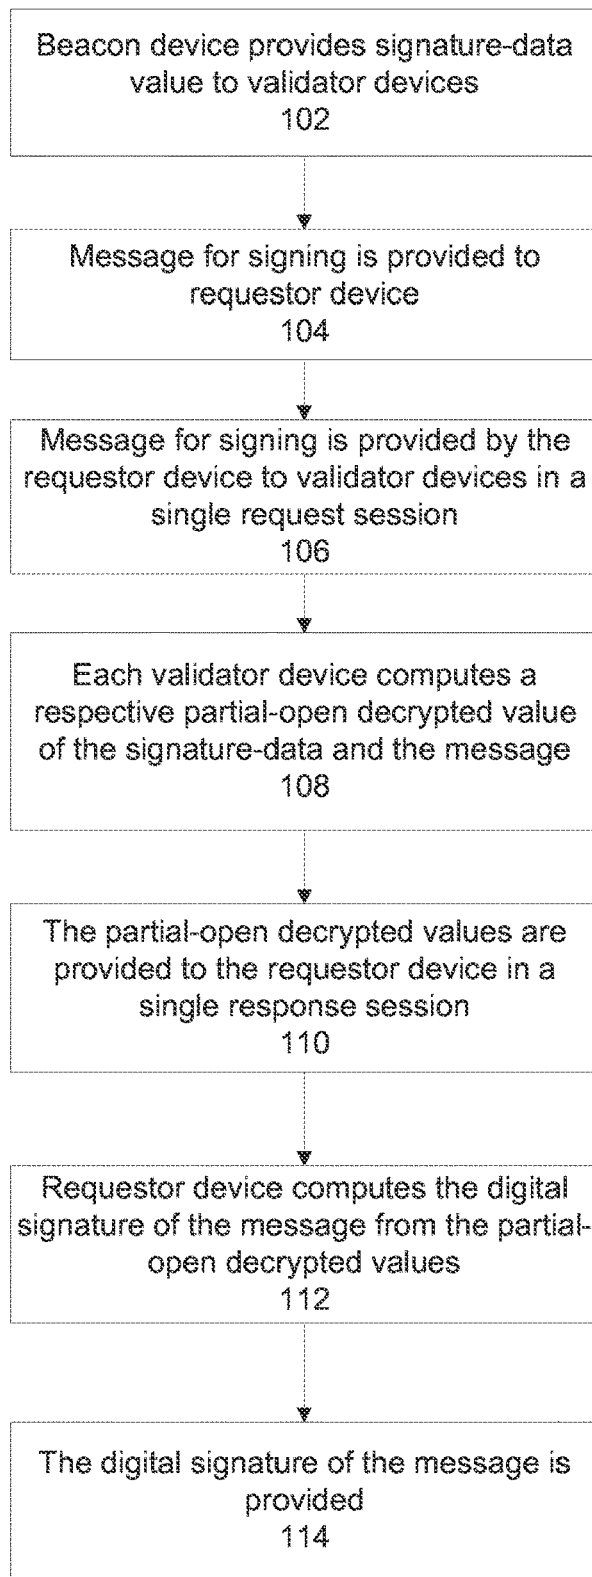 Beacon device provides signature-data
value to validator devices
102
Message for signing is provided to
requestor device
104
Message for signing is provided by the
requestor device to validator devices in a
single request session
106
Each validator device computes a
respective partial-open decrypted value
of the signature-data and the message
108
The partial-open decrypted values are
provided to the requestor device in a
single response session
110
Requestor device computes the digital
signature of the message from the partial-
open decrypted values
112
The digital signature of the message is
provided
114